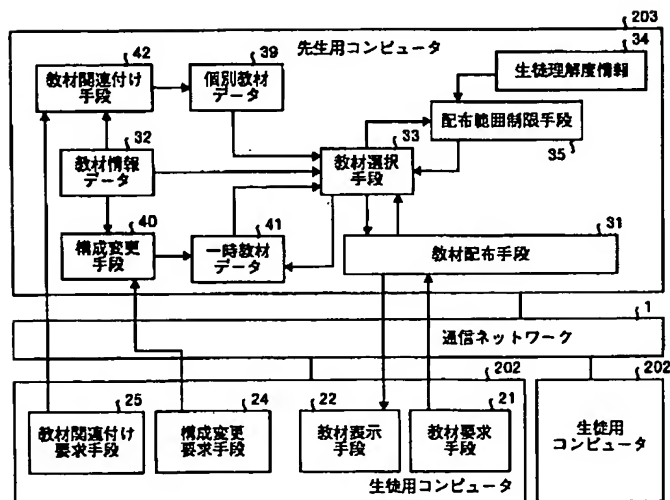 203
先生用コンピュータ
42
教材関連付け
手段
39
個別教材
データ
34
生徒理解度情報
32
教材情報
データ
33
教材選択
手段
配布範囲制限手段
35
40
構成変更
手段
41
一時教材
データ
31
教材配布手段
1
通信ネットワーク
202
202
25
教材関連付け
要求手段
24
構成変更
要求手段
22
教材表示
手段
21
教材要求
手段
生徒用
コンピュータ
生徒用コンピュータ